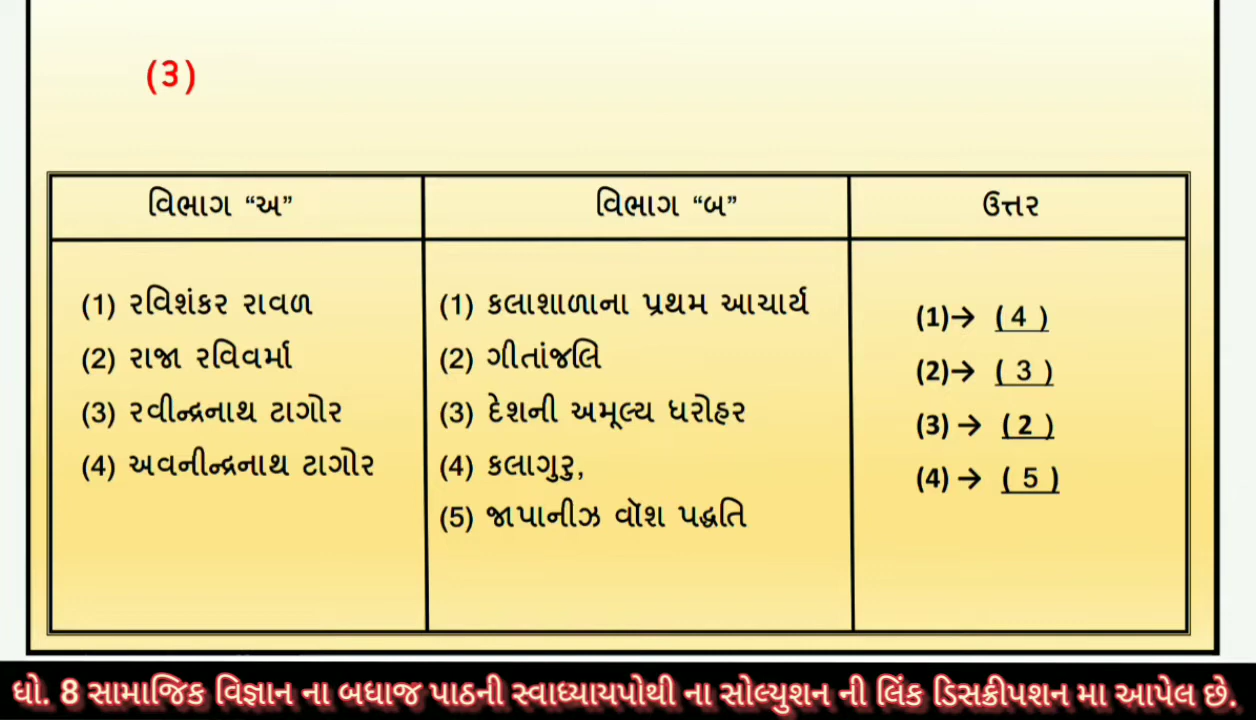 (૩)
વિભાગ “અ” વિભાગ “બ” ઉત્તર
(1) રવિશંકર રાવળ (1) કલાશાળાના પ્રથમ આચાર્ય (1)→ ( 4 )
(2) રાજા રવિવર્મા (2) ગીતાંજલિ (2)→ ( 3 )
(3) રવીન્દ્રનાથ ટાગોર (3) દેશની અમૂલ્ય ધરોહર (3) → ( 2 )
(4) અવનીન્દ્રનાથ ટાગોર (4) કલાગુરુ, (4) → ( 5 )
(5) જાપાનીઝ વૉશ પદ્ધતિ
ધો. 8 સામાજિક વિજ્ઞાન ના બધાજ પાઠની સ્વાધ્યાયપોથી ના સોલ્યુશન ની લિંક ડિસક્રીપશન મા આપેલ છે.